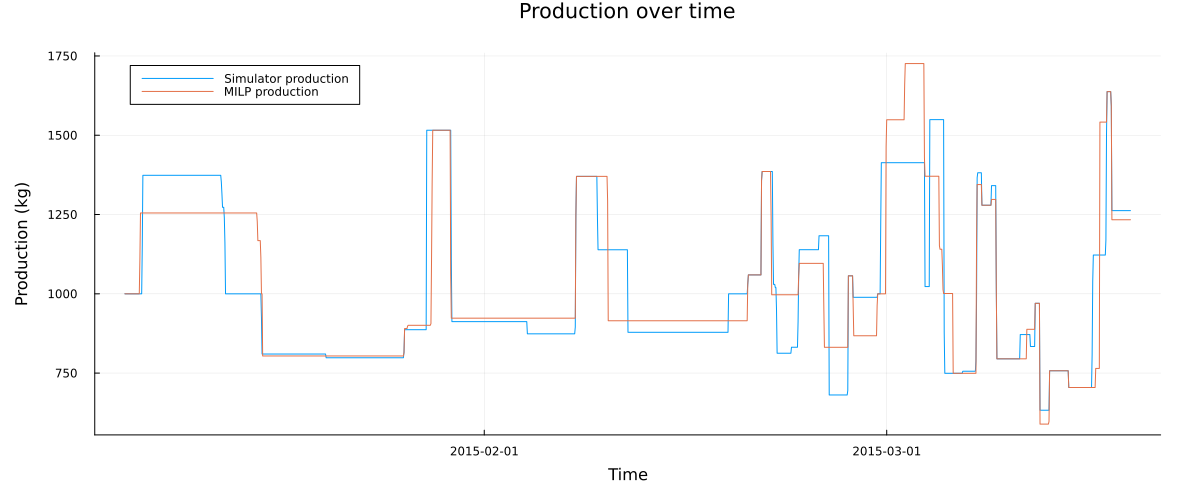 Production over time
Simulator production
MILP production
Production (kg)
1750
1500
1250
1000
750
2015-02-01
2015-03-01
Time